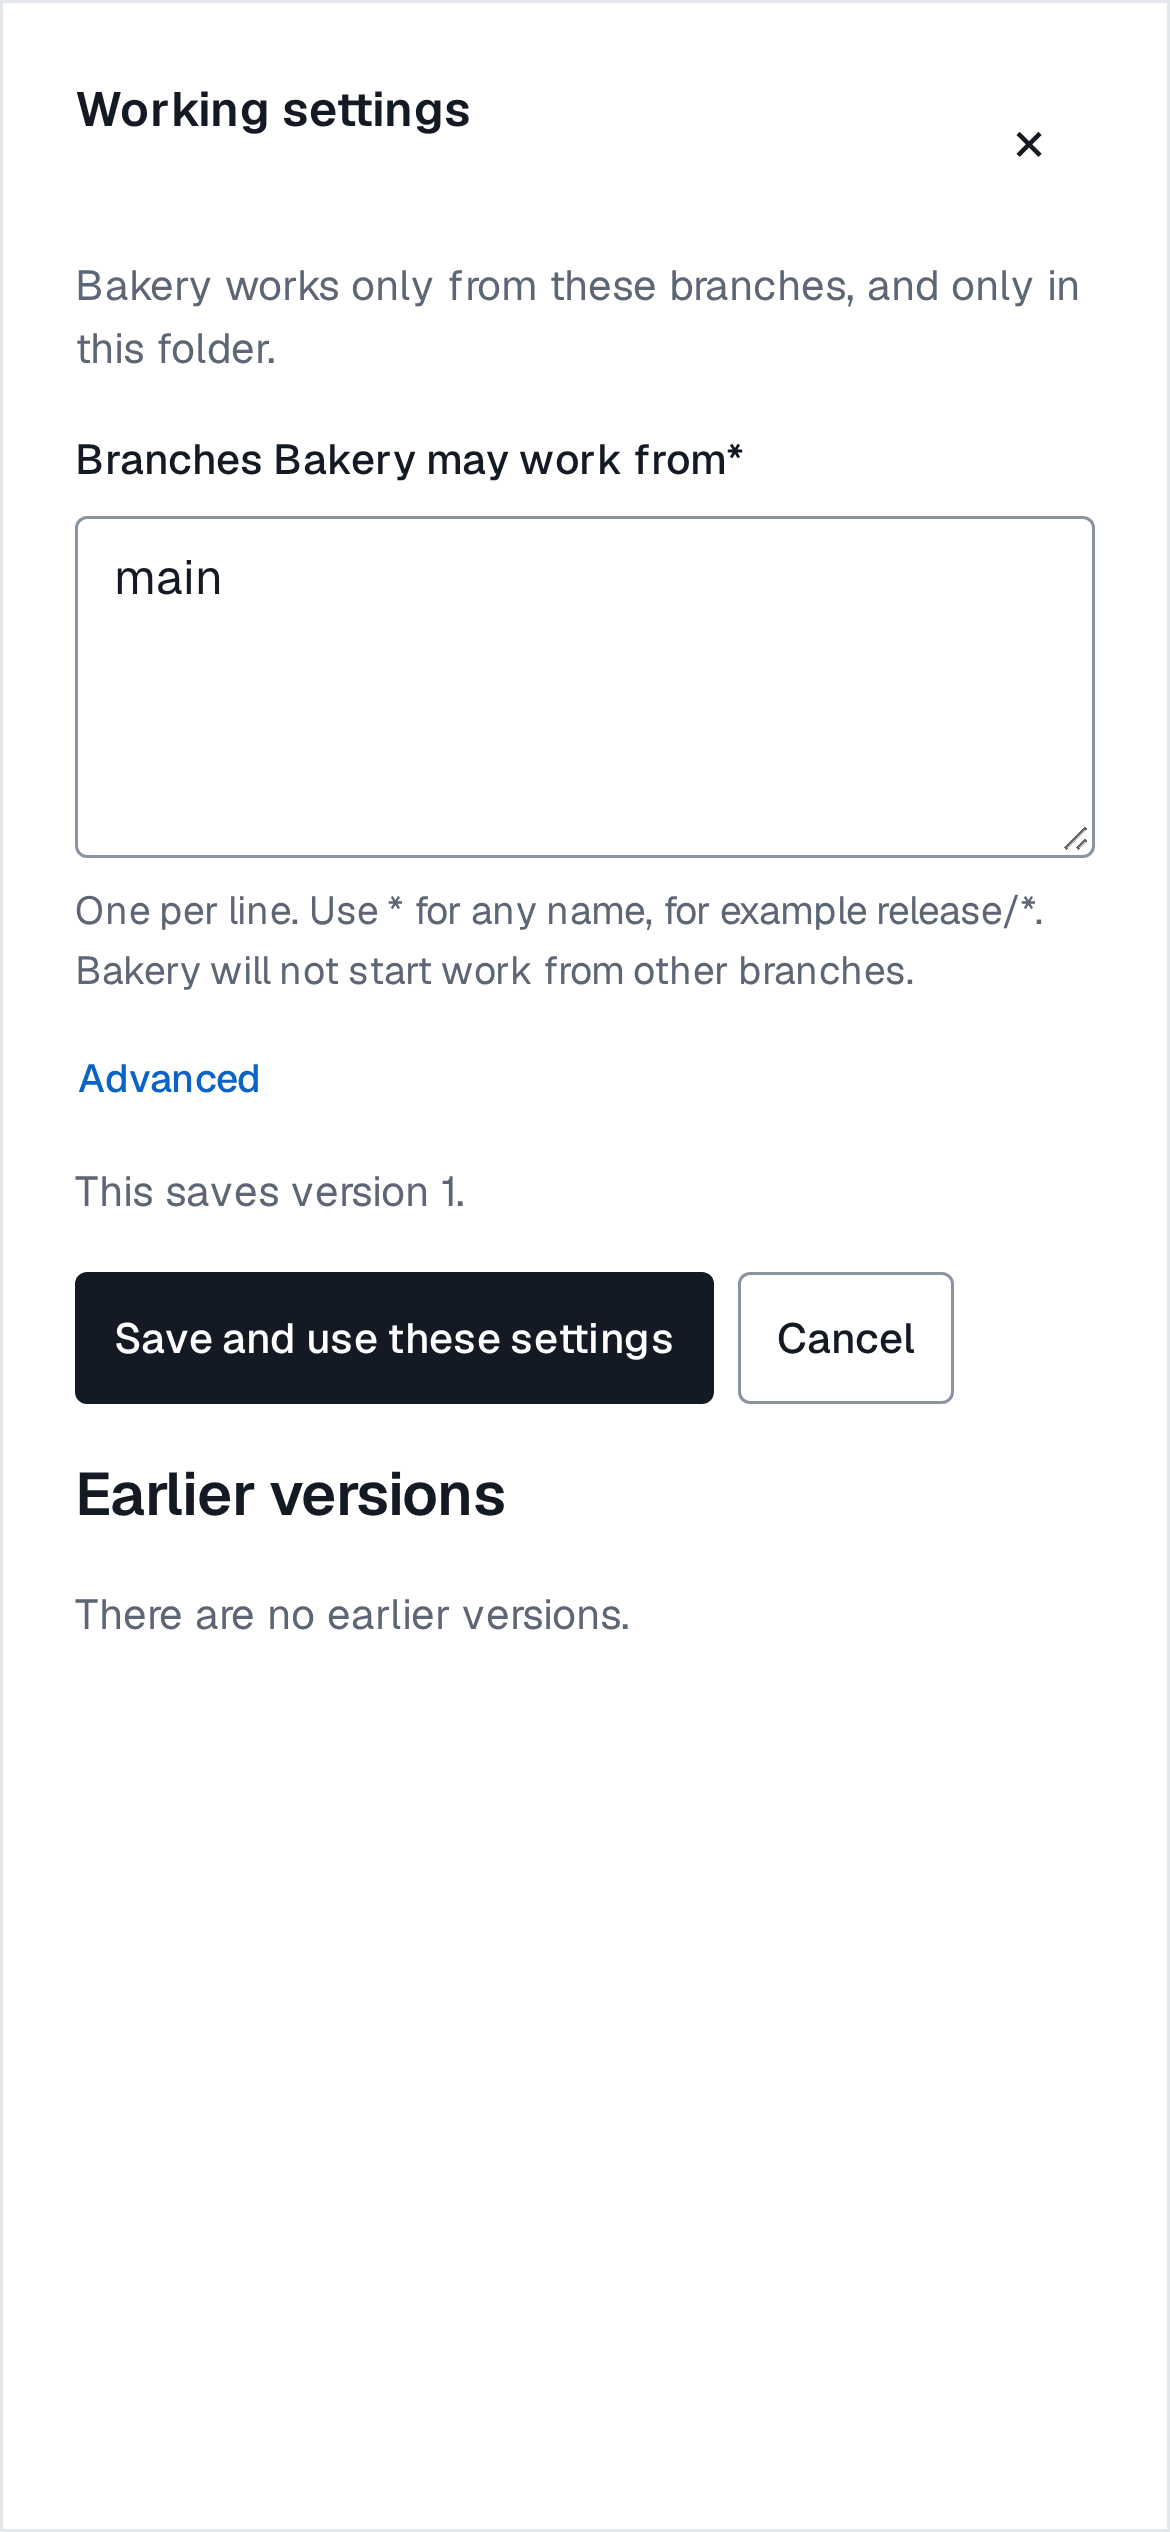 Working settings
Bakery works only from these branches, and only in
this folder.
Branches Bakery may work from*
main
One per line. Use * for any name, for example release/*.
Bakery will not start work from other branches.
Advanced
This saves version 1.
Save and use these settings
Cancel
Earlier versions
There are no earlier versions.